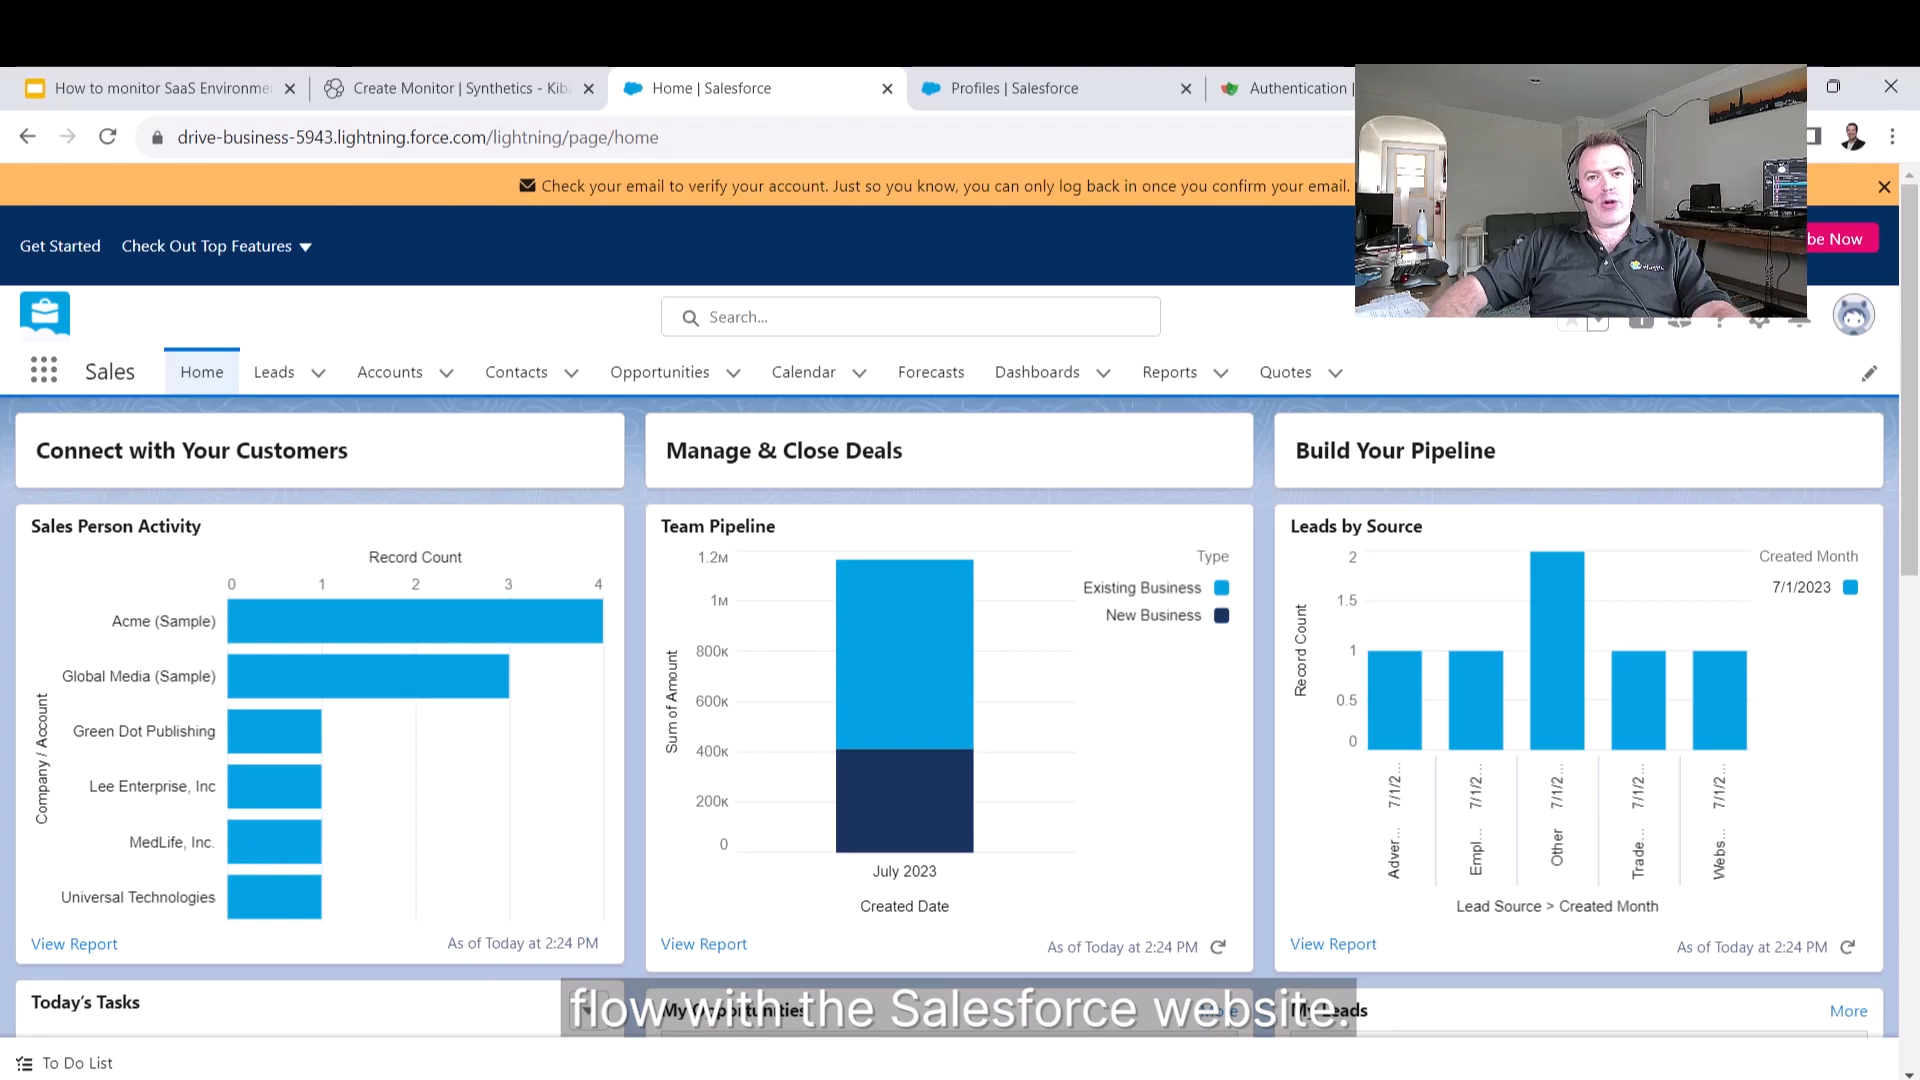 How to monitor SaaS Environme
Create Monitor | Synthetics - Kib
Home | Salesforce
Profiles | Salesforce
Authentication |
drive-business-5943.lightning.force.com/lightning/page/home
Check your email to verify your account. Just so you know, you can only log back in once you confirm your email.
Get Started
Check Out Top Features
be Now
Search...
Sales
Home
Leads
Accounts
Contacts
Opportunities
Calendar
Forecasts
Dashboards
Reports
Quotes
Connect with Your Customers
Manage & Close Deals
Build Your Pipeline
Sales Person Activity
Record Count
0 1 2 3 4
Company / Account
Acme (Sample)
Global Media (Sample)
Green Dot Publishing
Lee Enterprise, Inc
MedLife, Inc.
Universal Technologies
View Report
As of Today at 2:24 PM
Team Pipeline
Type
Existing Business
New Business
Sum of Amount
1.2M
1M
800K
600K
400K
200K
0
July 2023
Created Date
View Report
As of Today at 2:24 PM
Leads by Source
Created Month
7/1/2023
Record Count
2
1.5
1
0.5
0
7/1/2... 7/1/2... 7/1/2... 7/1/2... 7/1/2...
Adver... Empl... Other Trade... Webs...
Lead Source > Created Month
View Report
As of Today at 2:24 PM
Today's Tasks
My Opportunities
More
My Leads
More
flow with the Salesforce website.
To Do List